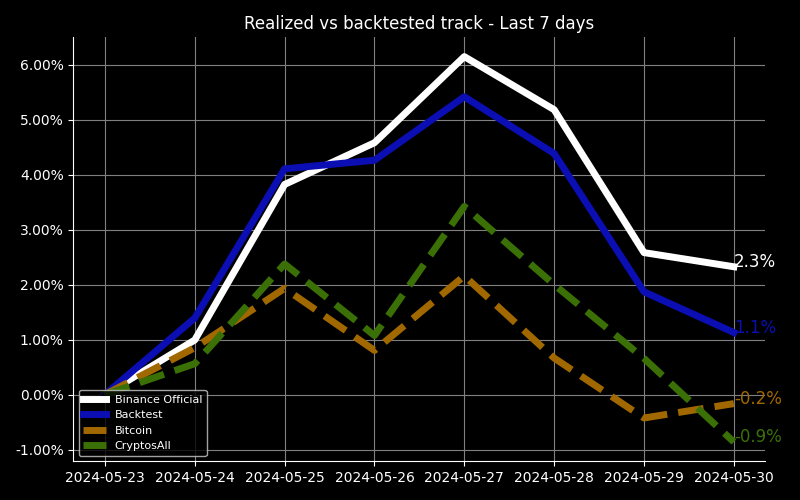 Realized vs backtested track - Last 7 days
6.00%
5.00%
4.00%
3.00%
2.00%
1.00%
0.00%
-1.00%
2.3%
1.1%
-0.2%
-0.9%
Binance Official
Backtest
Bitcoin
CryptosAll
2024-05-23 2024-05-24 2024-05-25 2024-05-26 2024-05-27 2024-05-28 2024-05-29 2024-05-30